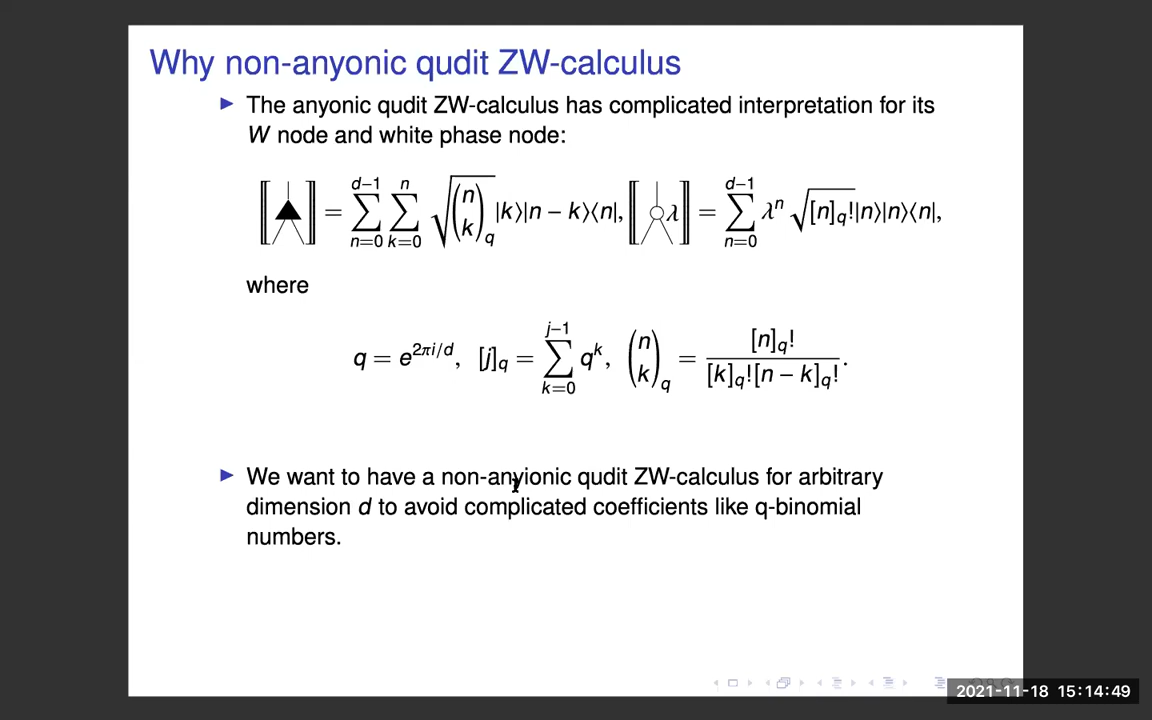 Why non-anyonic qudit ZW-calculus
▶ The anyonic qudit ZW-calculus has complicated interpretation for its
W node and white phase node:
⟦ ⟧ = ∑_{n=0}^{d−1} ∑_{k=0}^{n} √(n k)_q |k⟩|n − k⟩⟨n|, ⟦ λ⟧ = ∑_{n=0}^{d−1} λ^n √[n]_q! |n⟩|n⟩⟨n|,
where
q = e^{2πi/d}, [j]_q = ∑_{k=0}^{j−1} q^k, (n k)_q = [n]_q! / [k]_q![n − k]_q! .
▶ We want to have a non-anyionic qudit ZW-calculus for arbitrary
dimension d to avoid complicated coefficients like q-binomial
numbers.
2021-11-18 15:14:49